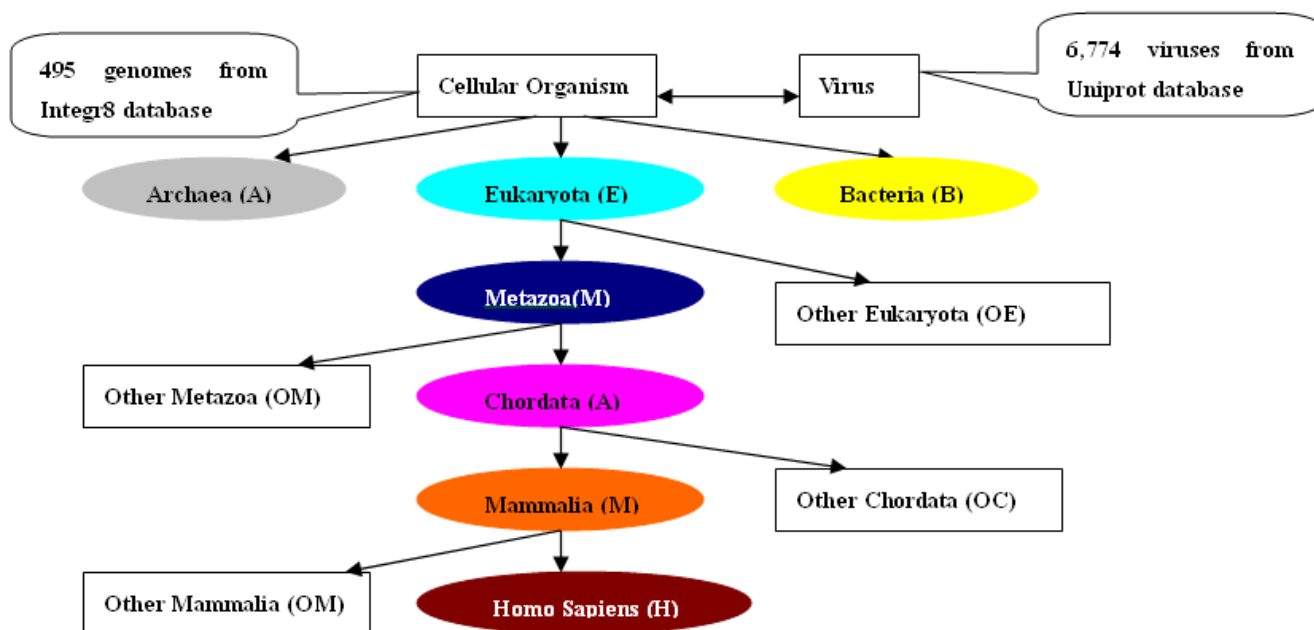 495 genomes from
Integr8 database
Cellular Organism
Virus
6,774 viruses from
Uniprot database
Archaea (A)
Eukaryota (E)
Bacteria (B)
Metazoa(M)
Other Eukaryota (OE)
Other Metazoa (OM)
Chordata (A)
Mammalia (M)
Other Chordata (OC)
Other Mammalia (OM)
Homo Sapiens (H)